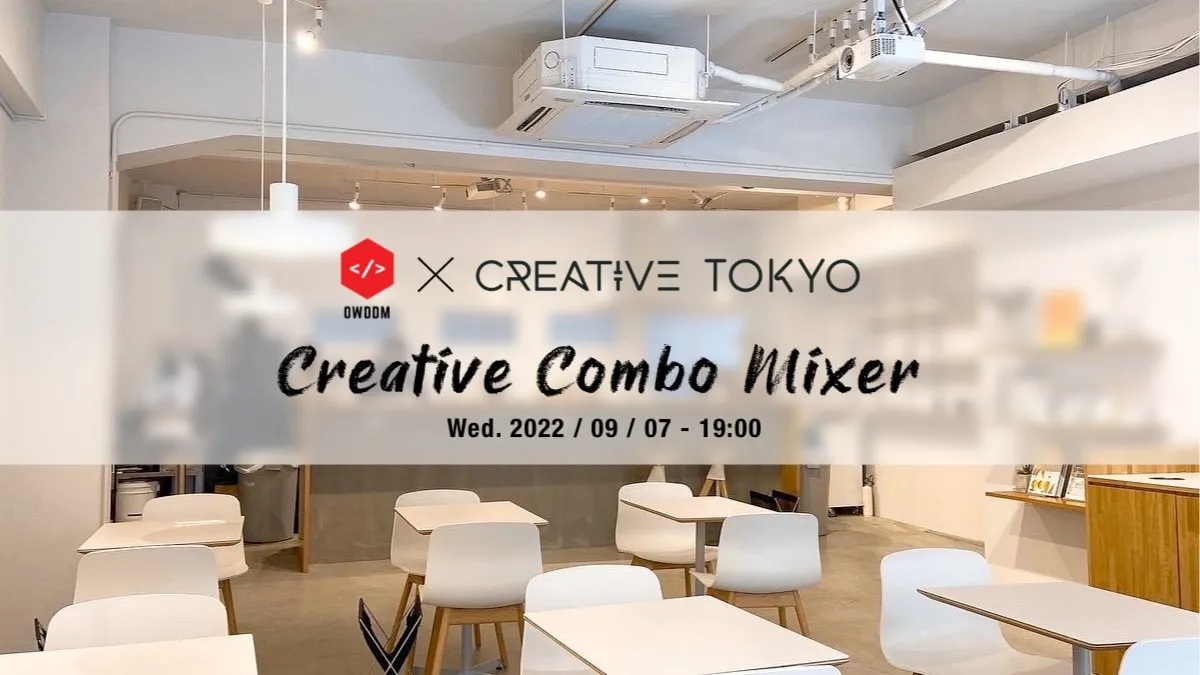 </> × CREATIVE TOKYO
OWDDM
Creative Combo Mixer
Wed. 2022 / 09 / 07 - 19:00